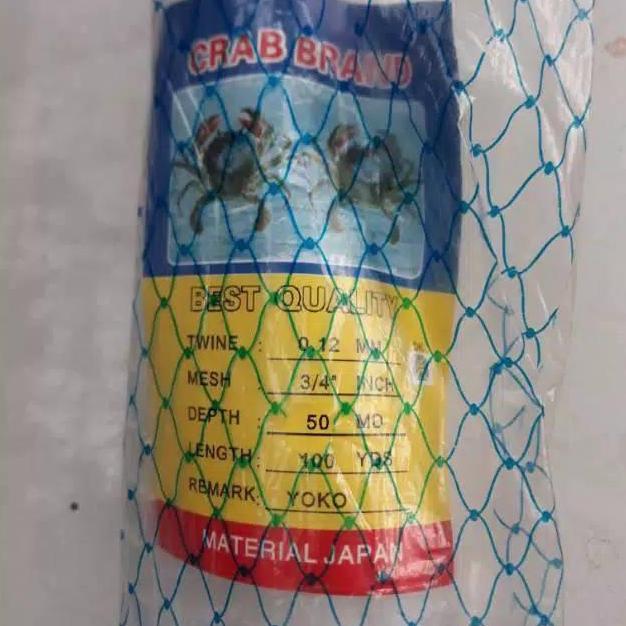 CRAB BRAND
BEST QUALITY
TWINE : 0.12 MM
MESH : 3/4" INCH
DEPTH : 50 MD
LENGTH : 100 YDS
REMARK : YOKO
MATERIAL JAPAN